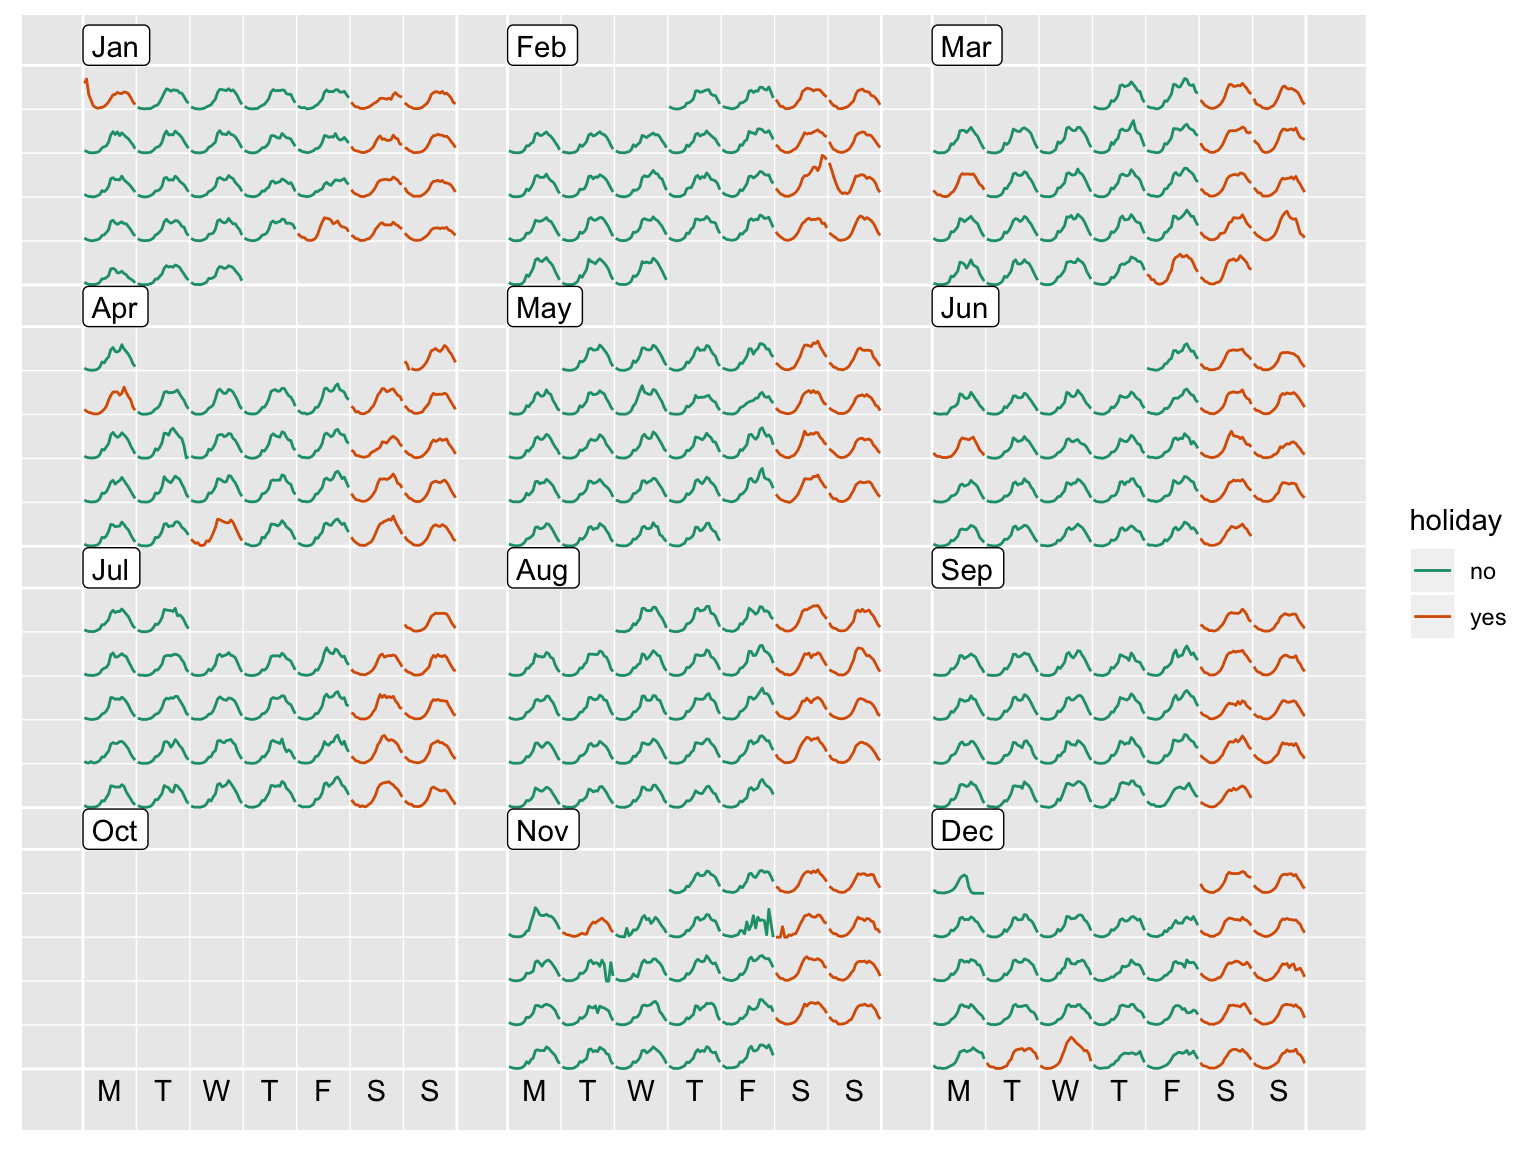 Jan Feb Mar
Apr May Jun
Jul Aug Sep
Oct Nov Dec
M T W T F S S M T W T F S S M T W T F S S
holiday
no
yes